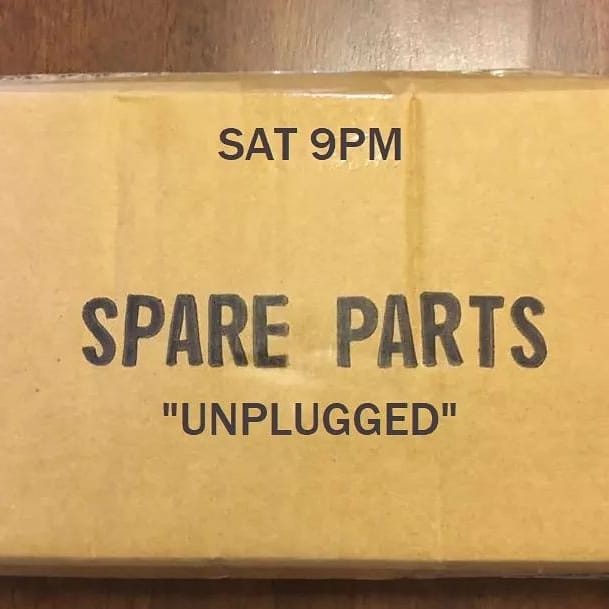 SAT 9PM
SPARE PARTS
"UNPLUGGED"